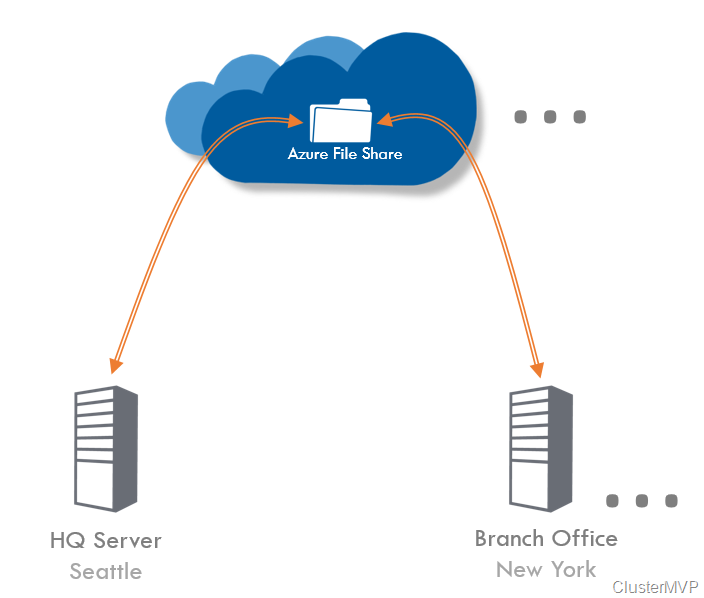 Azure File Share
HQ Server
Seattle
Branch Office
New York
ClusterMVP